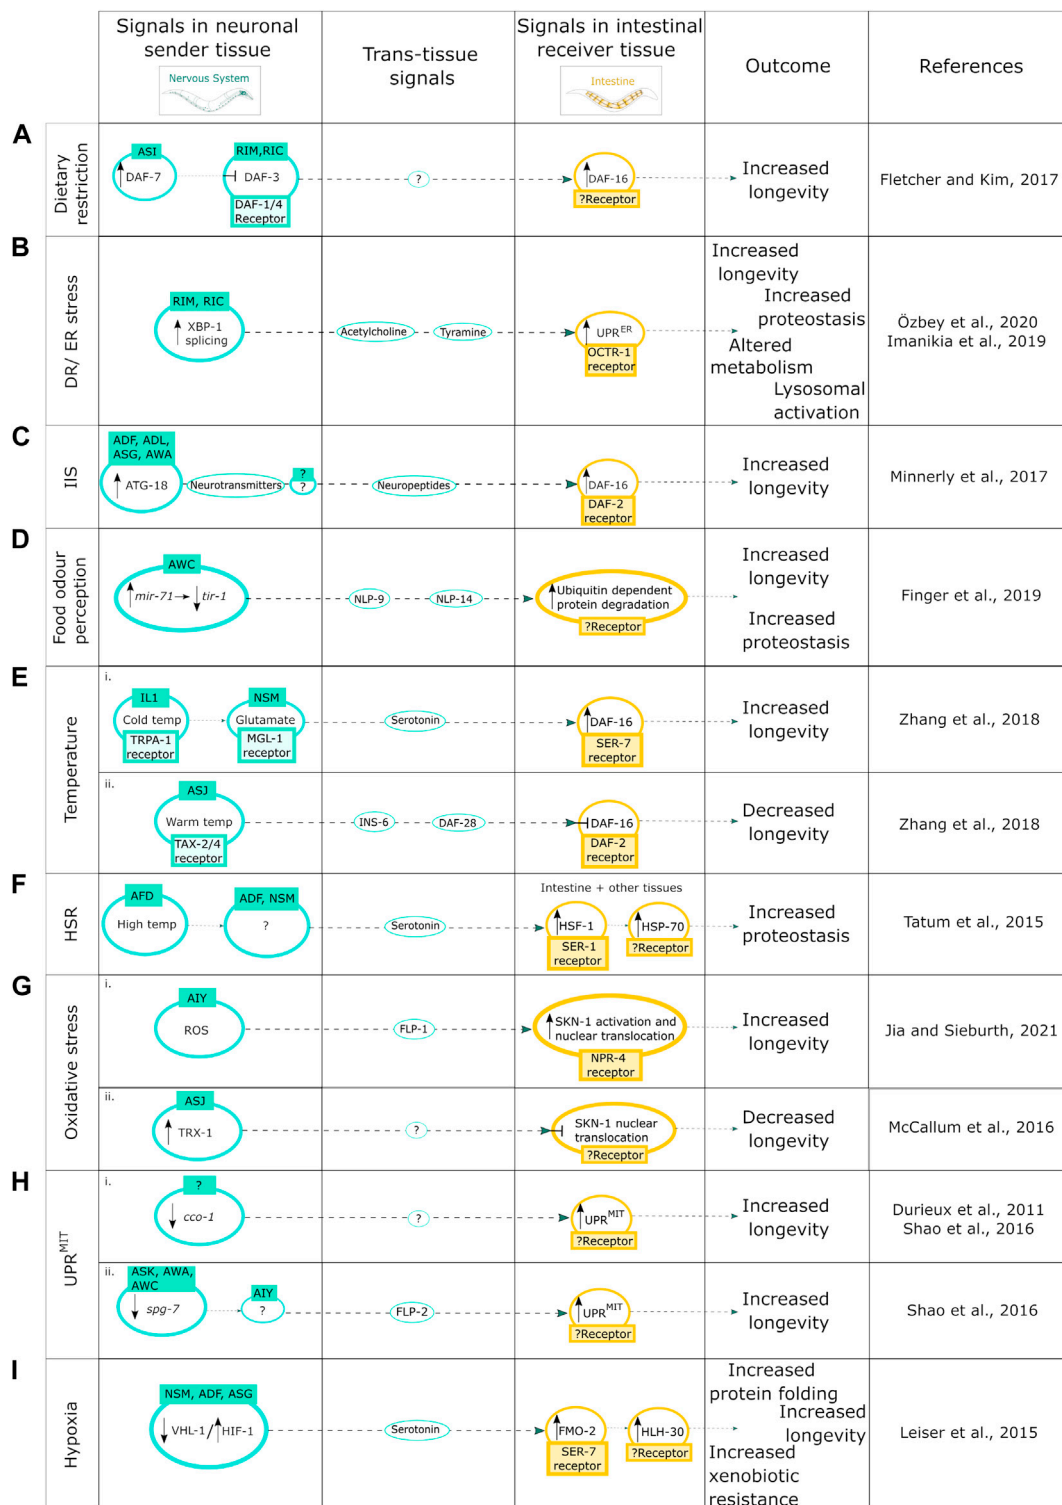 Signals in neuronal
sender tissue
Nervous System
Trans-tissue
signals
Signals in intestinal
receiver tissue
Intestine
Outcome
References
A
Dietary
restriction
ASI
DAF-7
RIM,RIC
DAF-3
DAF-1/4
Receptor
?
DAF-16
?Receptor
Increased
longevity
Fletcher and Kim, 2017
B
DR/ ER stress
RIM, RIC
XBP-1
splicing
Acetylcholine
Tyramine
UPRᴱᴿ
OCTR-1
receptor
Increased
longevity
Increased
proteostasis
Altered
metabolism
Lysosomal
activation
Özbey et al., 2020
Imanikia et al., 2019
C
IIS
ADF, ADL,
ASG, AWA
ATG-18
Neurotransmitters
?
?
Neuropeptides
DAF-16
DAF-2
receptor
Increased
longevity
Minnerly et al., 2017
D
Food odour
perception
AWC
mir-71
tir-1
NLP-9
NLP-14
Ubiquitin dependent
protein degradation
?Receptor
Increased
longevity
Increased
proteostasis
Finger et al., 2019
E
Temperature
i.
IL1
Cold temp
TRPA-1
receptor
NSM
Glutamate
MGL-1
receptor
Serotonin
DAF-16
SER-7
receptor
Increased
longevity
Zhang et al., 2018
ii.
ASJ
Warm temp
TAX-2/4
receptor
INS-6
DAF-28
DAF-16
DAF-2
receptor
Decreased
longevity
Zhang et al., 2018
F
HSR
AFD
High temp
ADF, NSM
?
Serotonin
Intestine + other tissues
HSF-1
SER-1
receptor
HSP-70
?Receptor
Increased
proteostasis
Tatum et al., 2015
G
Oxidative stress
i.
AIY
ROS
FLP-1
SKN-1 activation and
nuclear translocation
NPR-4
receptor
Increased
longevity
Jia and Sieburth, 2021
ii.
ASJ
TRX-1
?
SKN-1 nuclear
translocation
?Receptor
Decreased
longevity
McCallum et al., 2016
H
UPRᴹᴵᵀ
i.
?
cco-1
?
UPRᴹᴵᵀ
?Receptor
Increased
longevity
Durieux et al., 2011
Shao et al., 2016
ii.
ASK, AWA,
AWC
spg-7
AIY
?
FLP-2
UPRᴹᴵᵀ
?Receptor
Increased
longevity
Shao et al., 2016
I
Hypoxia
NSM, ADF, ASG
VHL-1/ HIF-1
Serotonin
FMO-2
SER-7
receptor
HLH-30
?Receptor
Increased
protein folding
Increased
longevity
Increased
xenobiotic
resistance
Leiser et al., 2015